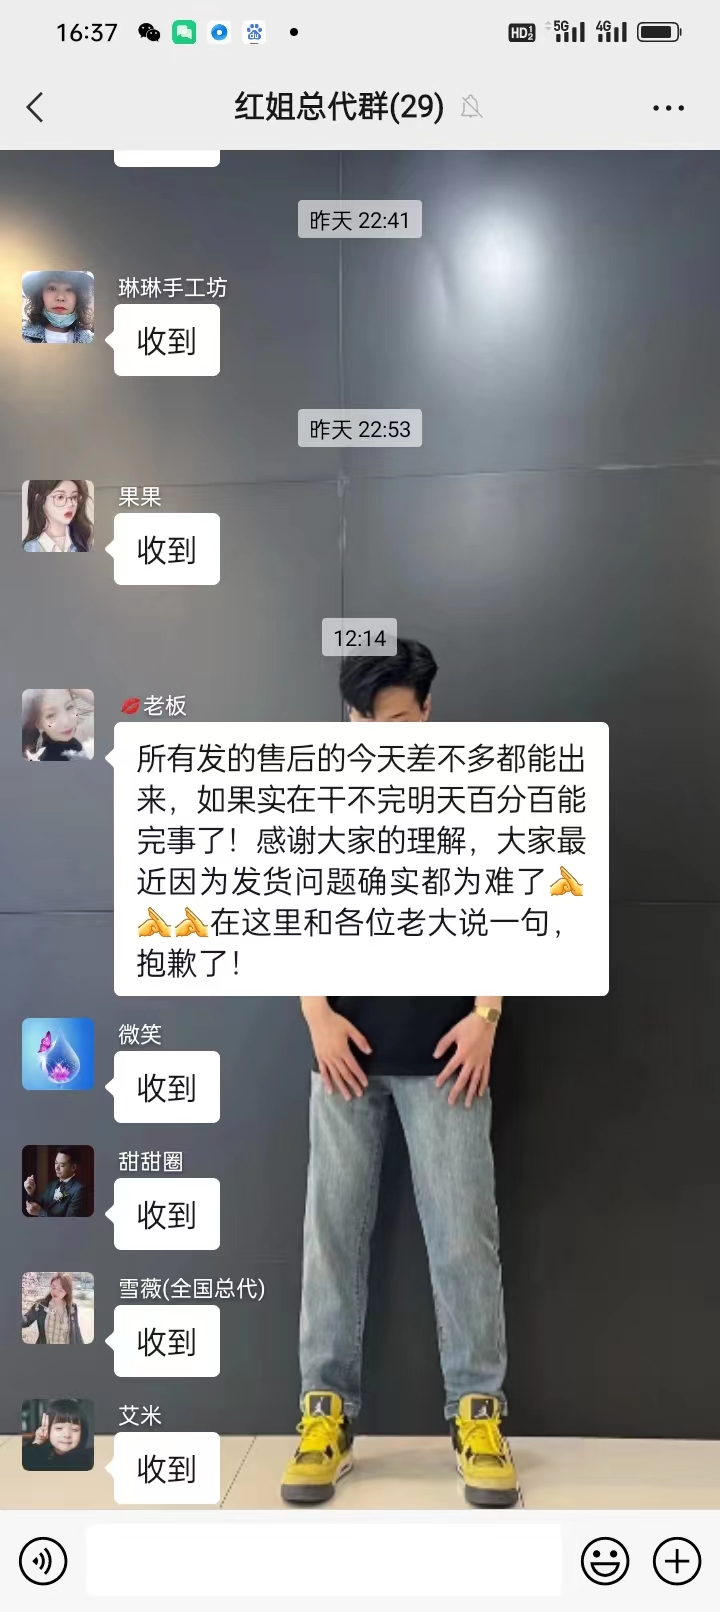 16:37
HD 5G 4G
红姐总代群(29)
昨天 22:41
琳琳手工坊
收到
昨天 22:53
果果
收到
12:14
💋老板
所有发的售后的今天差不多都能出
来，如果实在干不完明天百分百能
完事了！感谢大家的理解，大家最
近因为发货问题确实都为难了🙏
🙏🙏在这里和各位老大说一句，
抱歉了！
微笑
收到
甜甜圈
收到
雪薇(全国总代)
收到
艾米
收到